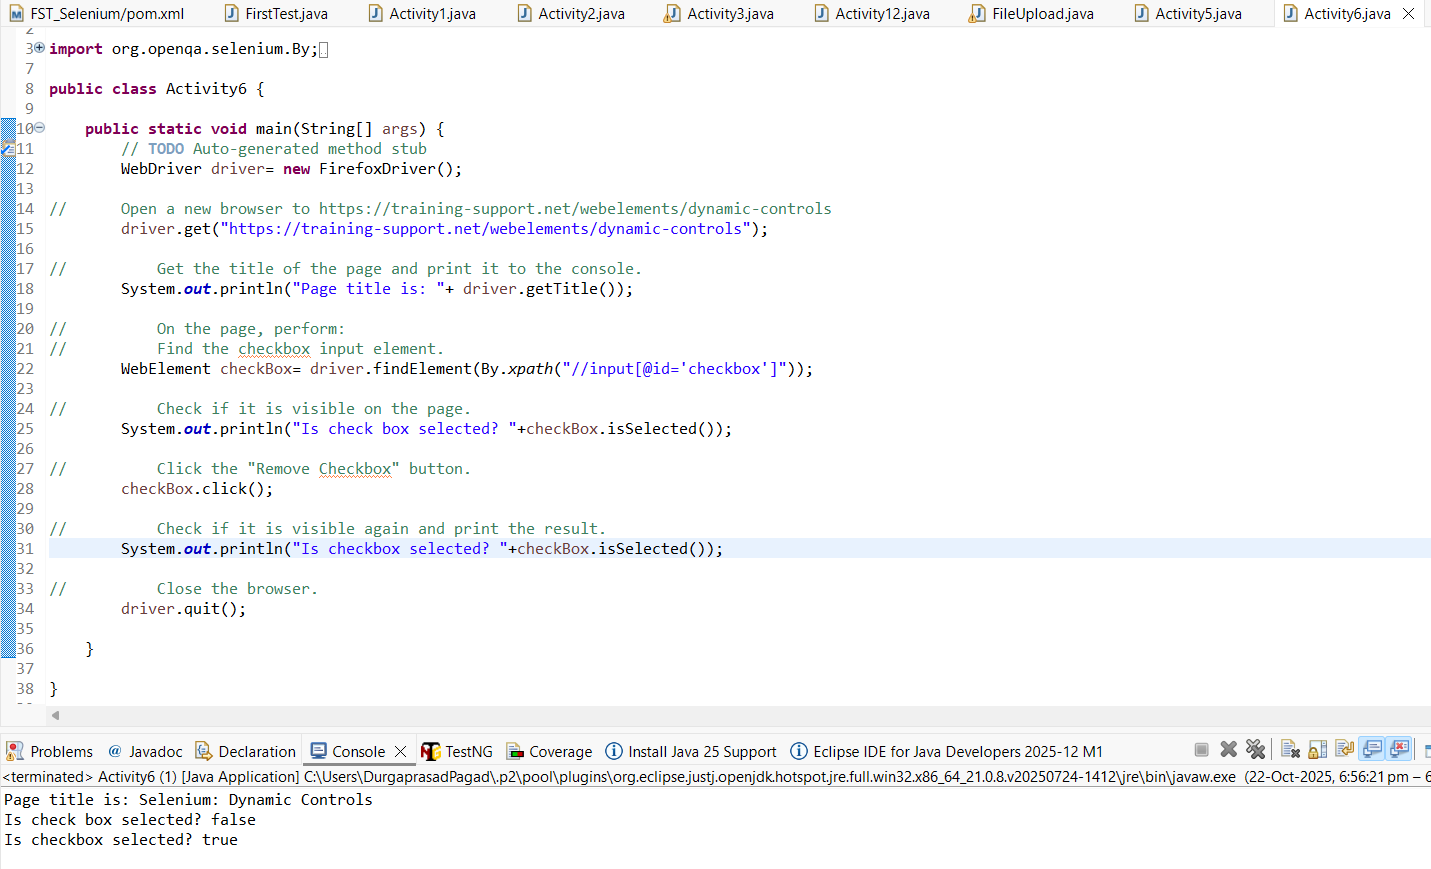 FST_Selenium/pom.xml FirstTest.java Activity1.java Activity2.java Activity3.java Activity12.java FileUpload.java Activity5.java Activity6.java
2
3 import org.openqa.selenium.By;
7
8 public class Activity6 {
9
10 public static void main(String[] args) {
11 // TODO Auto-generated method stub
12 WebDriver driver= new FirefoxDriver();
13
14 // Open a new browser to https://training-support.net/webelements/dynamic-controls
15 driver.get("https://training-support.net/webelements/dynamic-controls");
16
17 // Get the title of the page and print it to the console.
18 System.out.println("Page title is: "+ driver.getTitle());
19
20 // On the page, perform:
21 // Find the checkbox input element.
22 WebElement checkBox= driver.findElement(By.xpath("//input[@id='checkbox']"));
23
24 // Check if it is visible on the page.
25 System.out.println("Is check box selected? "+checkBox.isSelected());
26
27 // Click the "Remove Checkbox" button.
28 checkBox.click();
29
30 // Check if it is visible again and print the result.
31 System.out.println("Is checkbox selected? "+checkBox.isSelected());
32
33 // Close the browser.
34 driver.quit();
35
36 }
37
38 }
Problems @ Javadoc Declaration Console TestNG Coverage Install Java 25 Support Eclipse IDE for Java Developers 2025-12 M1
<terminated> Activity6 (1) [Java Application] C:\Users\DurgaprasadPagad\.p2\pool\plugins\org.eclipse.justj.openjdk.hotspot.jre.full.win32.x86_64_21.0.8.v20250724-1412\jre\bin\javaw.exe (22-Oct-2025, 6:56:21 pm – 6
Page title is: Selenium: Dynamic Controls
Is check box selected? false
Is checkbox selected? true